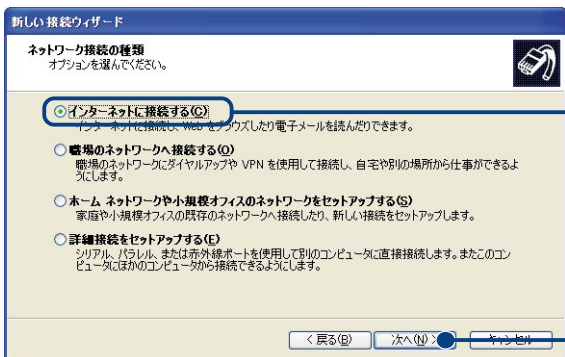 新しい接続ウィザード
ネットワーク接続の種類
オプションを選んでください。
インターネットに接続する(C)
インターネットに接続し、Web をブラウズしたり電子メールを読んだりできます。
職場のネットワークへ接続する(O)
職場のネットワークにダイヤルアップや VPN を使用して接続し、自宅や別の場所から仕事ができるよ
うにします。
ホーム ネットワークや小規模オフィスのネットワークをセットアップする(S)
家庭や小規模オフィスの既存のネットワークへ接続したり、新しい接続をセットアップします。
詳細接続をセットアップする(E)
シリアル、パラレル、または赤外線ポートを使用して別のコンピュータに直接接続します。またこのコン
ピュータにほかのコンピュータから接続できるようにします。
< 戻る(B) 次へ(N) > キャンセル